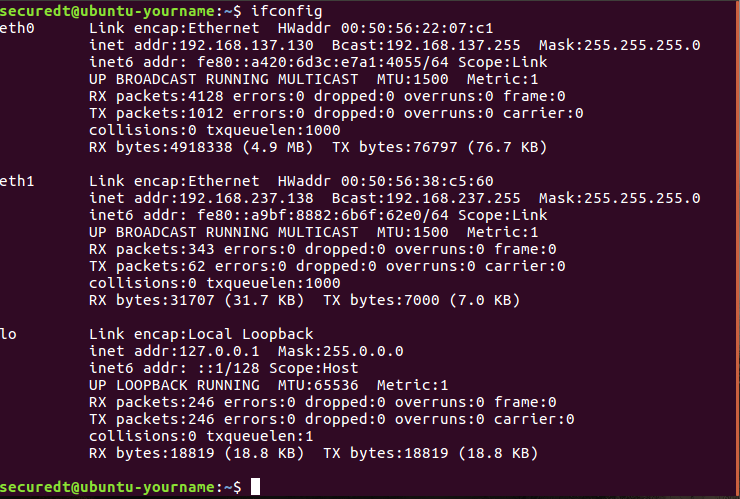 securedt@ubuntu-yourname:~$ ifconfig
eth0      Link encap:Ethernet  HWaddr 00:50:56:22:07:c1
          inet addr:192.168.137.130  Bcast:192.168.137.255  Mask:255.255.255.0
          inet6 addr: fe80::a420:6d3c:e7a1:4055/64 Scope:Link
          UP BROADCAST RUNNING MULTICAST  MTU:1500  Metric:1
          RX packets:4128 errors:0 dropped:0 overruns:0 frame:0
          TX packets:1012 errors:0 dropped:0 overruns:0 carrier:0
          collisions:0 txqueuelen:1000
          RX bytes:4918338 (4.9 MB)  TX bytes:76797 (76.7 KB)
eth1      Link encap:Ethernet  HWaddr 00:50:56:38:c5:60
          inet addr:192.168.237.138  Bcast:192.168.237.255  Mask:255.255.255.0
          inet6 addr: fe80::a9bf:8882:6b6f:62e0/64 Scope:Link
          UP BROADCAST RUNNING MULTICAST  MTU:1500  Metric:1
          RX packets:343 errors:0 dropped:0 overruns:0 frame:0
          TX packets:62 errors:0 dropped:0 overruns:0 carrier:0
          collisions:0 txqueuelen:1000
          RX bytes:31707 (31.7 KB)  TX bytes:7000 (7.0 KB)
lo        Link encap:Local Loopback
          inet addr:127.0.0.1  Mask:255.0.0.0
          inet6 addr: ::1/128 Scope:Host
          UP LOOPBACK RUNNING  MTU:65536  Metric:1
          RX packets:246 errors:0 dropped:0 overruns:0 frame:0
          TX packets:246 errors:0 dropped:0 overruns:0 carrier:0
          collisions:0 txqueuelen:1
          RX bytes:18819 (18.8 KB)  TX bytes:18819 (18.8 KB)
securedt@ubuntu-yourname:~$